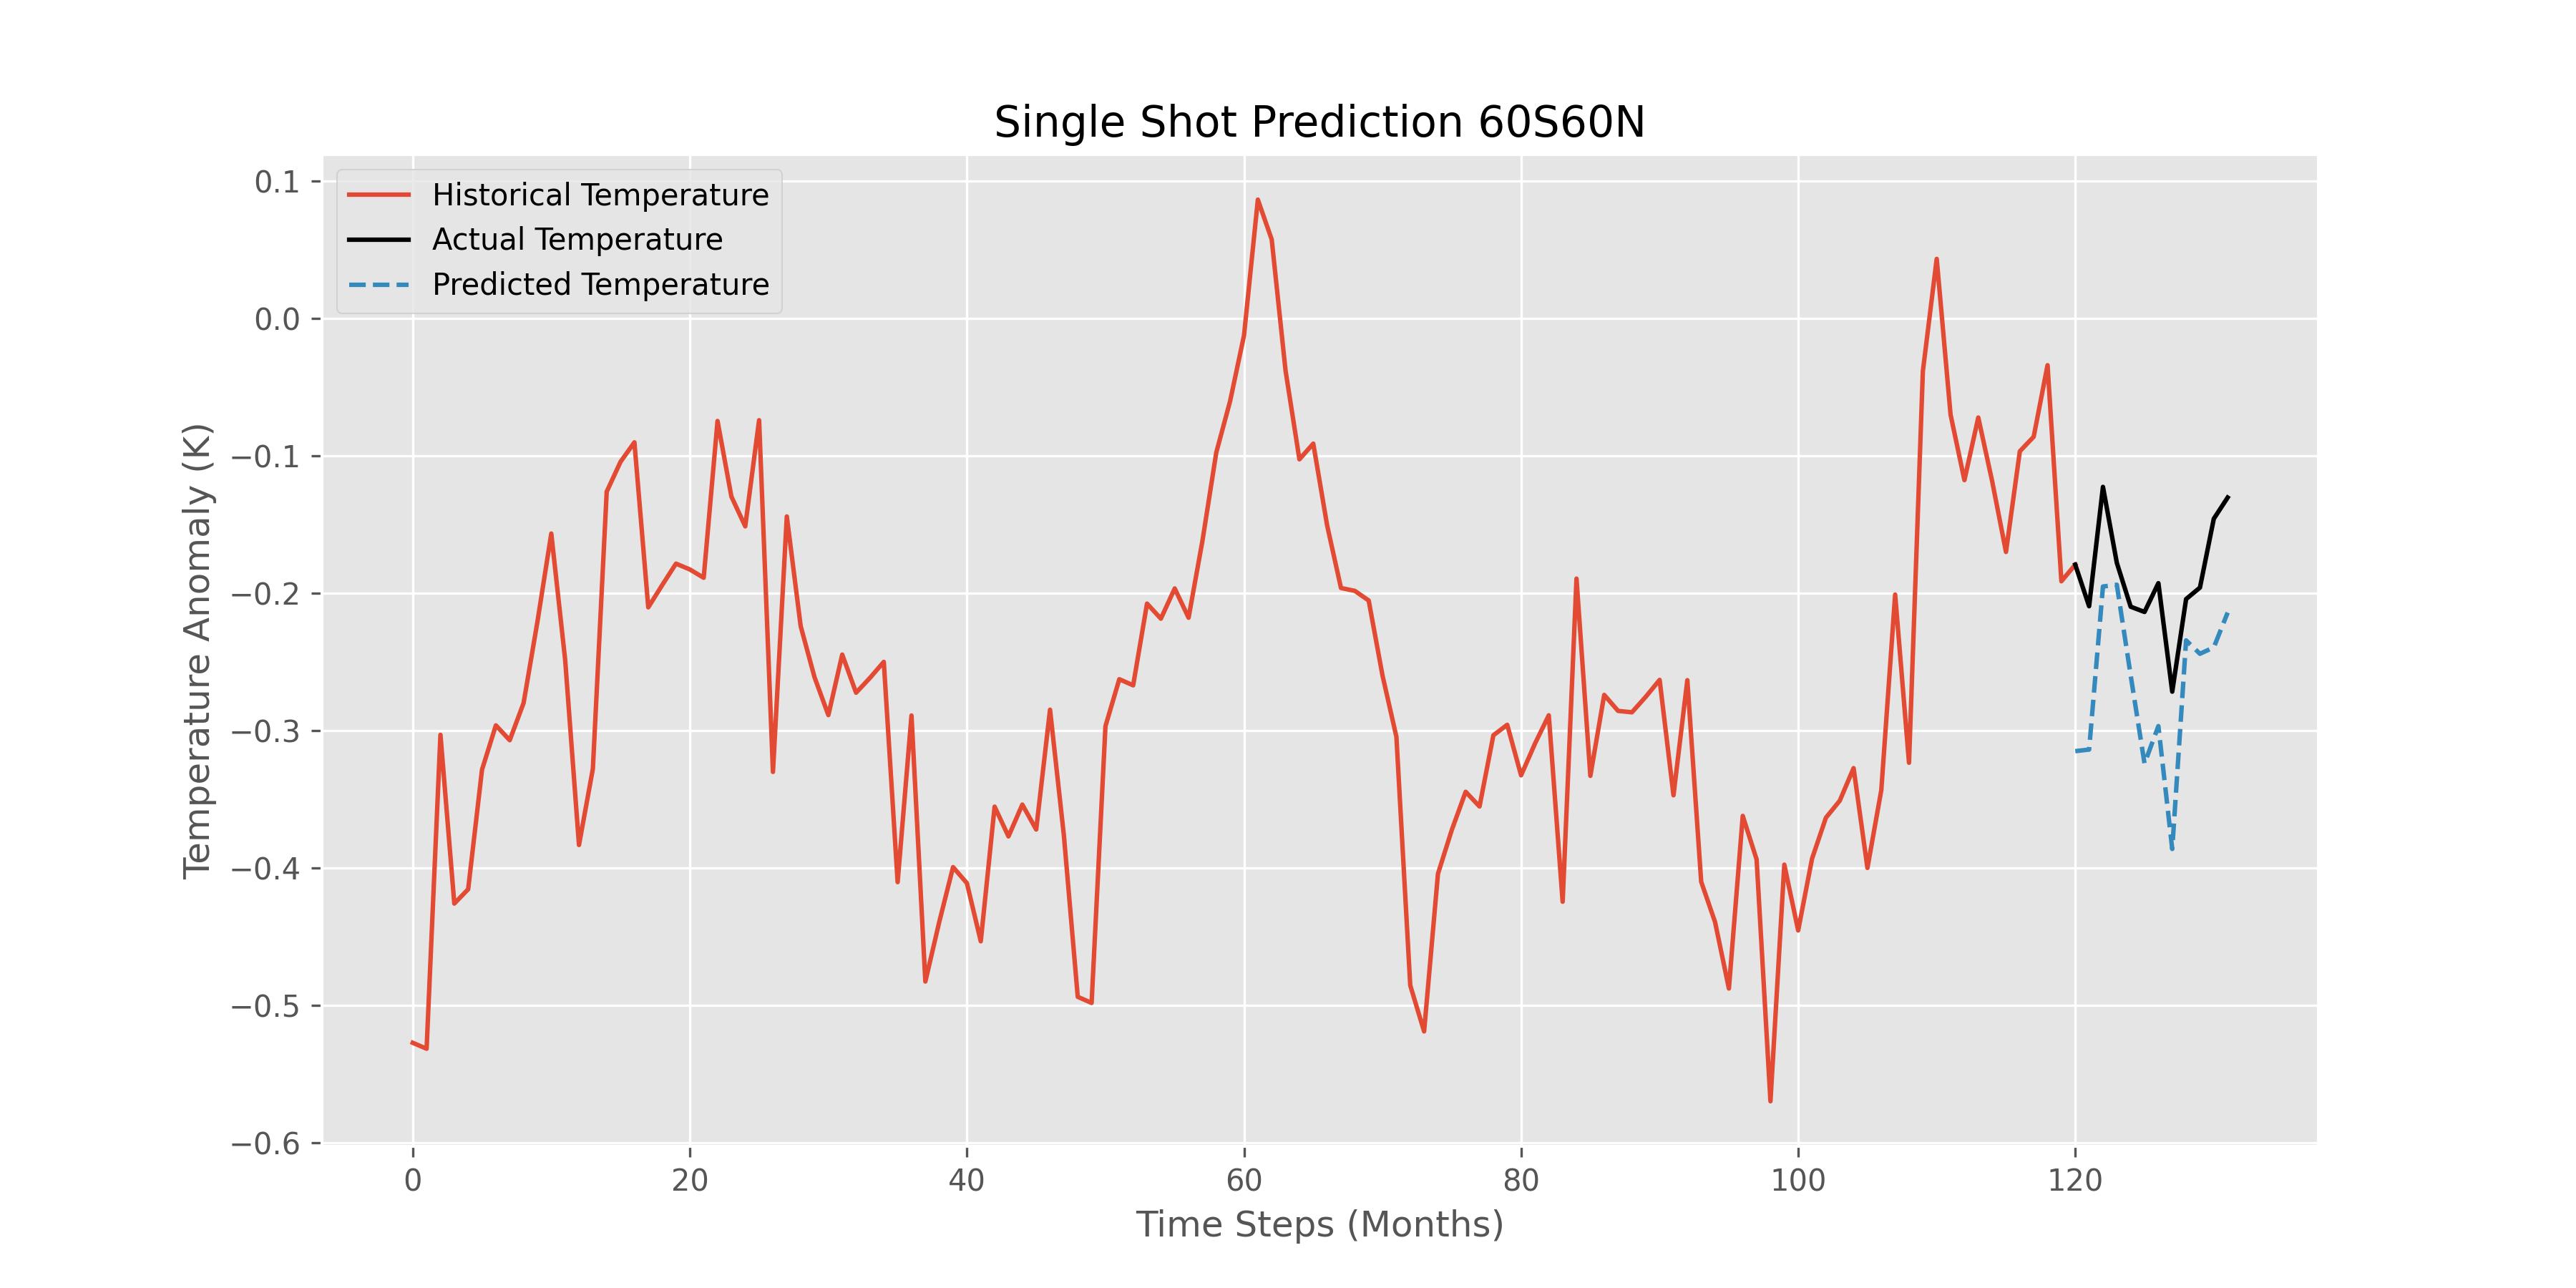 Single Shot Prediction 60S60N
Historical Temperature
Actual Temperature
Predicted Temperature
0.1
0.0
−0.1
−0.2
−0.3
−0.4
−0.5
−0.6
Temperature Anomaly (K)
0 20 40 60 80 100 120
Time Steps (Months)